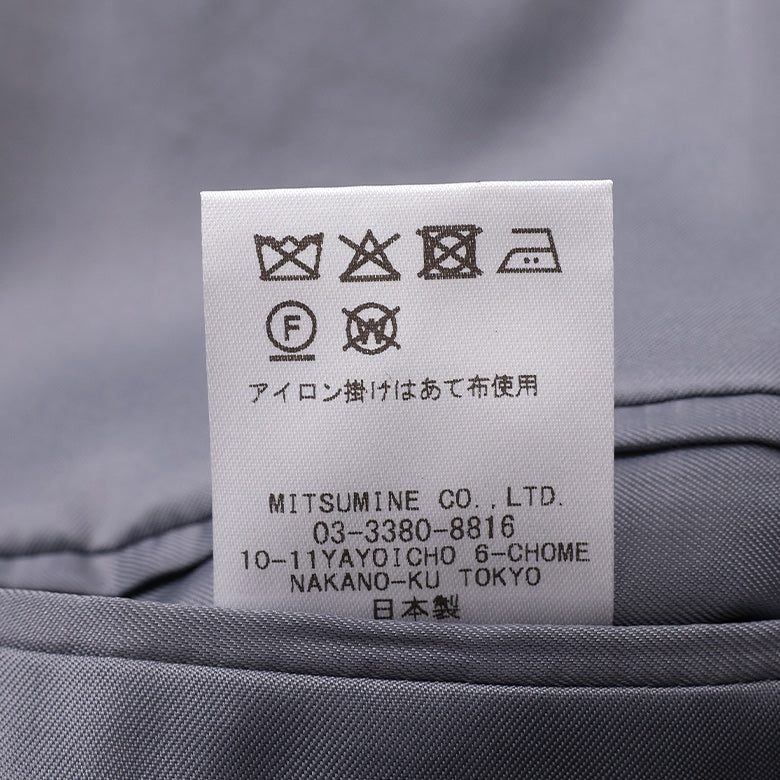 F W
アイロン掛けはあて布使用
MITSUMINE CO.,LTD.
03-3380-8816
10-11YAYOICHO 6-CHOME
NAKANO-KU TOKYO
日本製